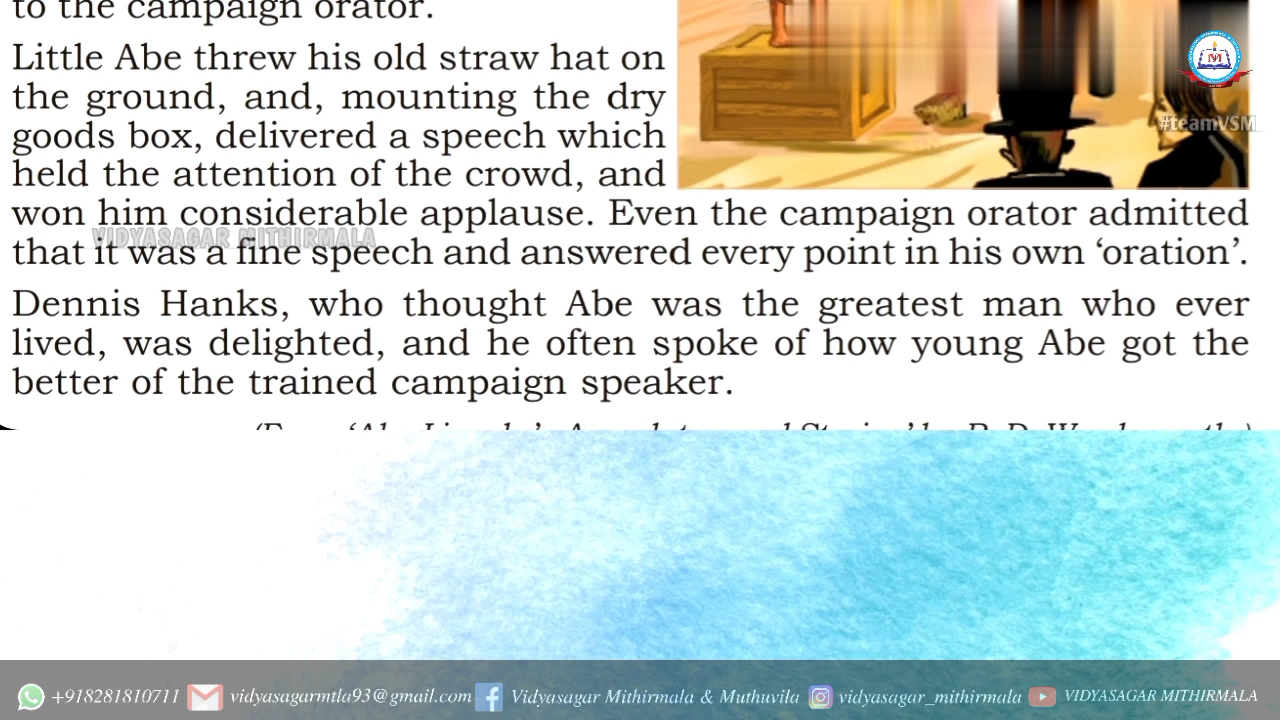 to the campaign orator.
Little Abe threw his old straw hat on
the ground, and, mounting the dry
goods box, delivered a speech which
held the attention of the crowd, and
won him considerable applause. Even the campaign orator admitted
that it was a fine speech and answered every point in his own ‘oration’.
Dennis Hanks, who thought Abe was the greatest man who ever
lived, was delighted, and he often spoke of how young Abe got the
better of the trained campaign speaker.
#teamVSM
VIDYASAGAR MITHIRMALA
+918281810711 vidyasagarmtla93@gmail.com Vidyasagar Mithirmala & Muthuvila vidyasagar_mithirmala VIDYASAGAR MITHIRMALA